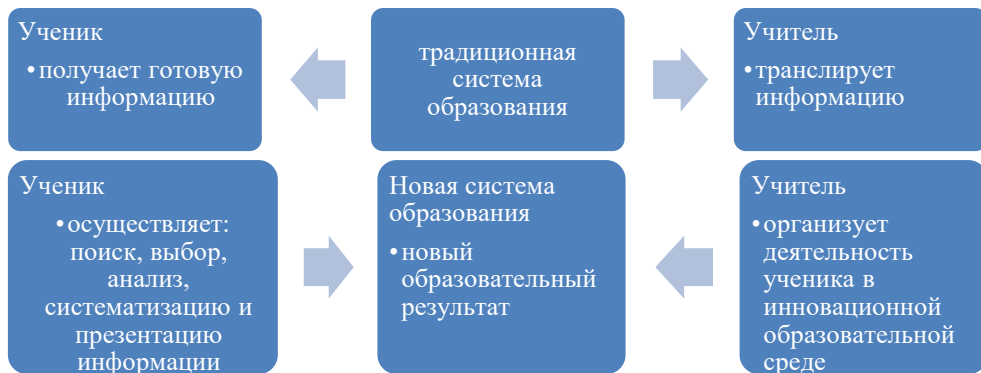 Ученик
•получает готовую
информацию
традиционная
система
образования
Учитель
•транслирует
информацию
Ученик
•осуществляет:
поиск, выбор,
анализ,
систематизацию и
презентацию
информации
Новая система
образования
•новый
образовательный
результат
Учитель
•организует
деятельность
ученика в
инновационной
образовательной
среде